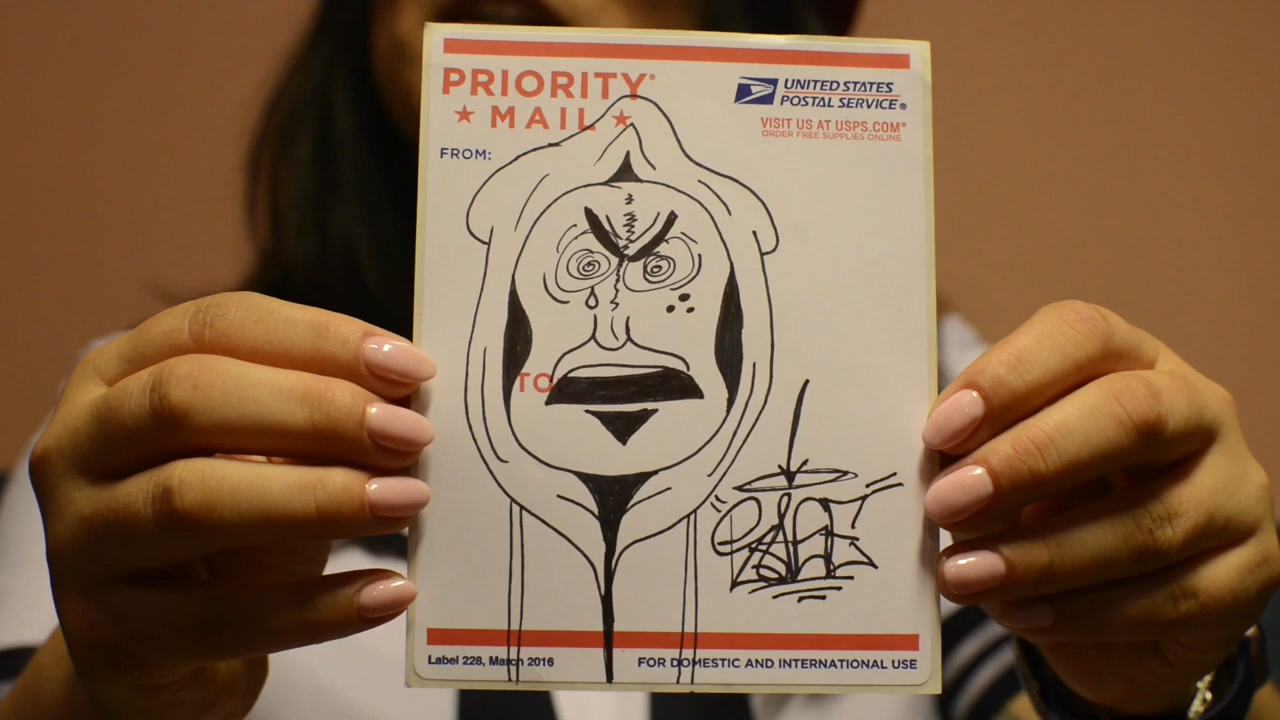 PRIORITY®
★ MAIL ★
UNITED STATES
POSTAL SERVICE®
VISIT US AT USPS.COM®
ORDER FREE SUPPLIES ONLINE
FROM:
TO
Label 228, March 2016
FOR DOMESTIC AND INTERNATIONAL USE